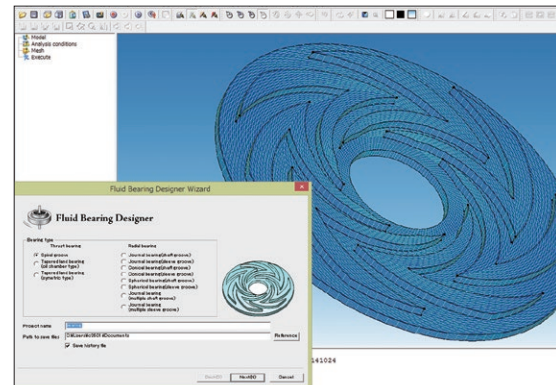 Model
Analysis conditions
Mesh
Execute
Fluid Bearing Designer Wizard
Fluid Bearing Designer
Bearing type
Thrust bearing
Radial bearing
Spiral groove
Tapered land bearing
(oil chamber type)
Tapered land bearing
(symetric type)
Journal bearing(shaft groove)
Journal bearing(sleeve groove)
Conical bearing(shaft groove)
Conical bearing(sleeve groove)
Spherical bearing(shaft groove)
Spherical bearing(sleeve groove)
Journal bearing
(multiple shaft groove)
Journal bearing
(multiple sleeve groove)
Project name
Path to save files
Reference
Save history file
Cancel
141024